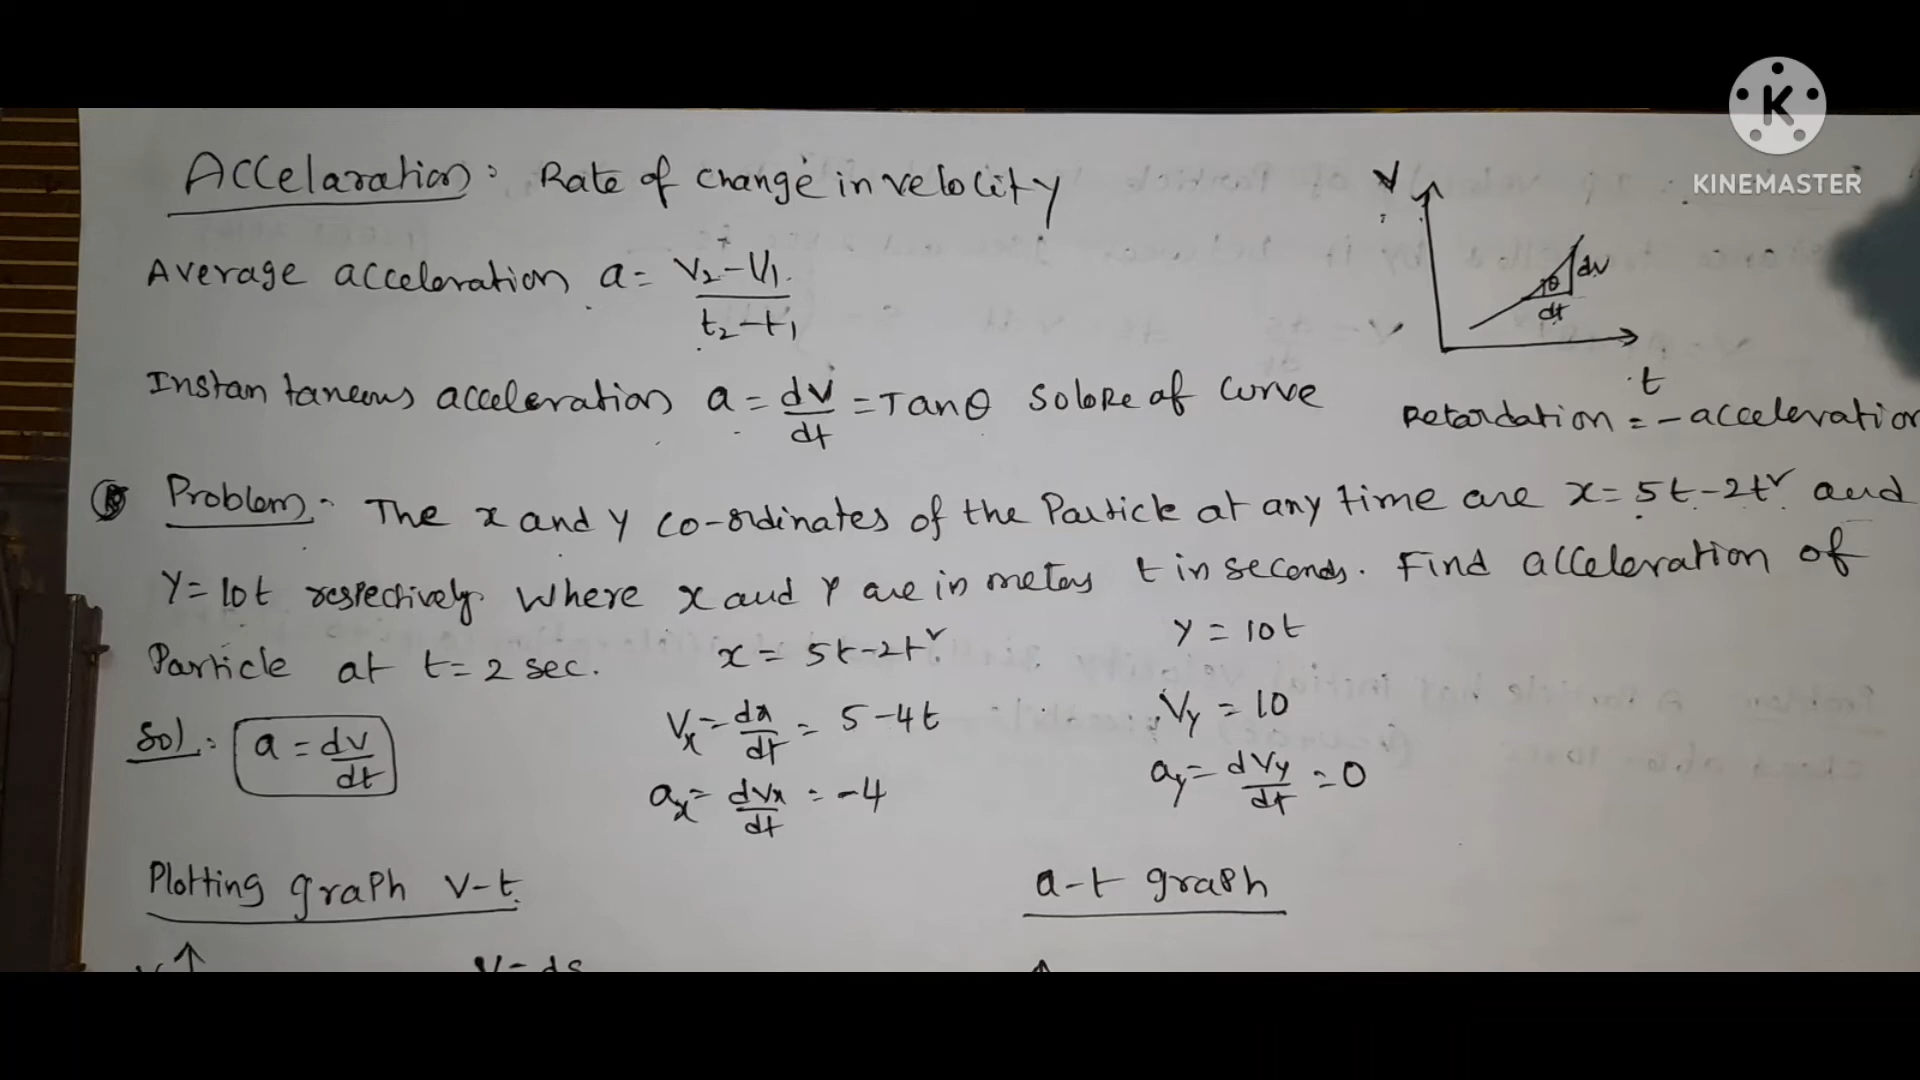 KINEMASTER
Accelaration: Rate of change in velocity
V
Average acceleration a = V2-V1 / t2-t1
dv
θ
dt
t
Instantaneous acceleration a = dv/dt = Tanθ Slope of curve
Retardation = - acceleration
Problem: The x and y co-ordinates of the Particle at any time are x = 5t-2t² and
Y = 10t respectively. Where x and y are in meters t in seconds. Find acceleration of
Particle at t = 2 sec.
x = 5t-2t²
Y = 10t
Sol: a = dv/dt
Vx = dx/dt = 5-4t
Vy = 10
ax = dVx/dt = -4
ay = dVy/dt = 0
Plotting graph V-t
a-t graph
V = ds